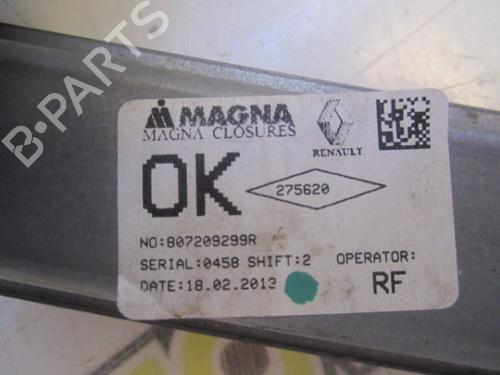 B-PARTS
MAGNA
MAGNA CLOSURES
RENAULT
OK
275620
NO:807209299R
SERIAL:0458 SHIFT:2 OPERATOR:
DATE:18.02.2013 RF